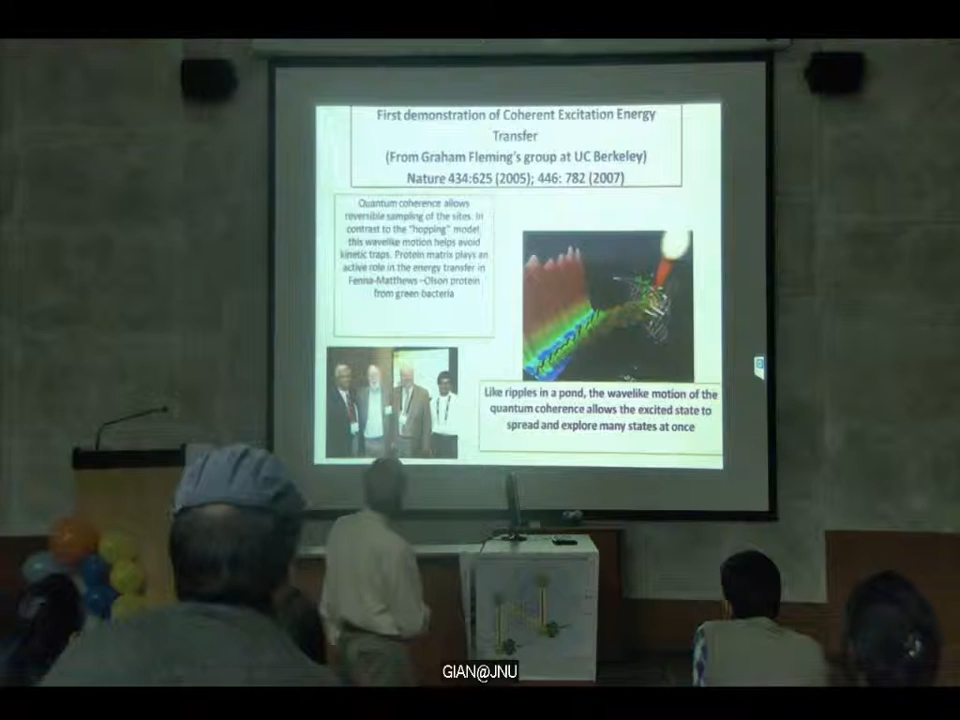 First demonstration of Coherent Excitation Energy
Transfer
(From Graham Fleming's group at UC Berkeley)
Nature 434:625 (2005); 446: 782 (2007)
Quantum coherence allows
reversible sampling of the sites. In
contrast to the "hopping" model
this wavelike motion helps avoid
kinetic traps. Protein matrix plays an
active role in the energy transfer in
Fenna-Matthews –Olson protein
from green bacteria
Like ripples in a pond, the wavelike motion of the
quantum coherence allows the excited state to
spread and explore many states at once
GIAN@JNU